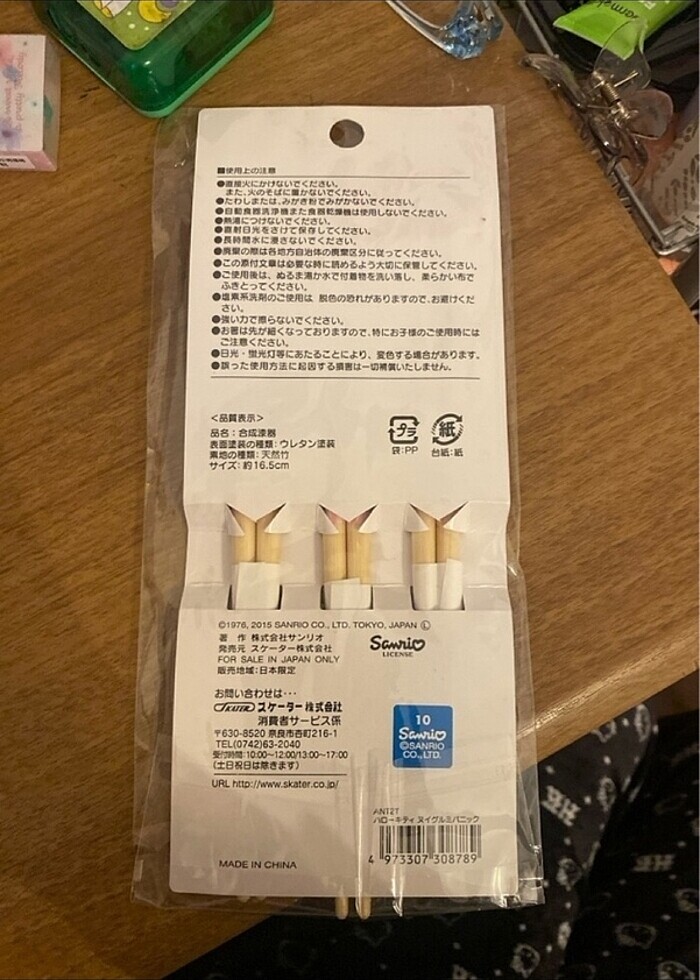 ■使用上の注意
●直接火にかけないでください。
また、火のそばに置かないでください。
●たわしまたは、みがき粉でみがかないでください。
●自動食器洗浄機また食器乾燥機は使用しないでください。
●熱湯につけないでください。
●直射日光をさけて保存してください。
●長時間水に浸さないでください。
●廃棄の際は各地方自治体の廃棄区分に従ってください。
●この添付文章は必要な時に読めるよう大切に保管してください。
●ご使用後は、ぬるま湯か水で付着物を洗い落し、柔らかい布で
ふきとってください。
●塩素系洗剤のご使用は 脱色の恐れがありますので、お避けくだ
さい。
●強い力で擦らないでください。
●お箸は先が細くなっておりますので、特にお子様のご使用時には
ご注意ください。
●日光・蛍光灯等にあたることにより、変色する場合があります。
●誤った使用方法に起因する損害は一切補償いたしません。
<品質表示>
品名:合成漆器
表面塗装の種類:ウレタン塗装
素地の種類:天然竹
サイズ:約16.5cm
プラ 紙
袋:PP 台紙:紙
©1976, 2015 SANRIO CO., LTD. TOKYO, JAPAN Ⓛ
著 作 株式会社サンリオ
発売元 スケーター株式会社
FOR SALE IN JAPAN ONLY
販売地域:日本限定
Sanrio
LICENSE
お問い合わせは…
SKATER スケーター株式会社
消費者サービス係
〒630-8520 奈良市杏町216-1
TEL(0742)63-2040
受付時間:10:00~12:00/13:00~17:00
(土日祝日は除きます)
URL http://www.skater.co.jp/
10
Sanrio
©SANRIO
CO., LTD.
ANT2T
ハローキティ ヌイグルミパニック
4 973307 308789
MADE IN CHINA